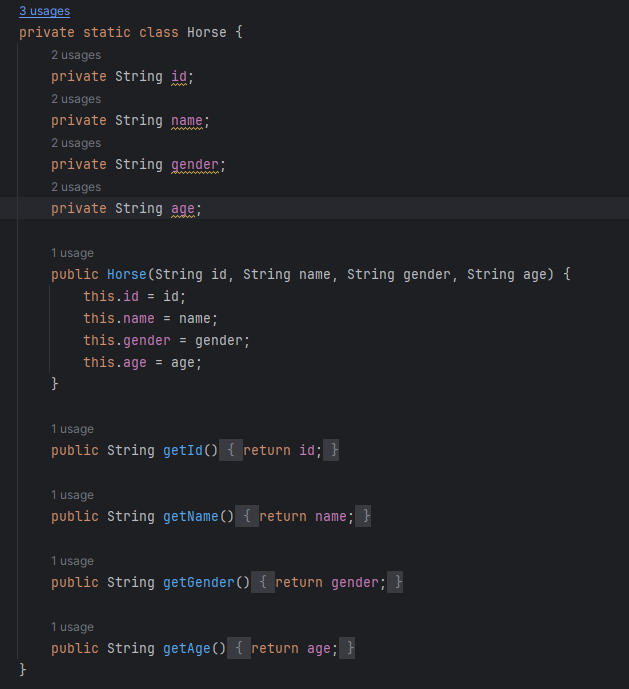 3 usages
private static class Horse {
2 usages
private String id;
2 usages
private String name;
2 usages
private String gender;
2 usages
private String age;
1 usage
public Horse(String id, String name, String gender, String age) {
this.id = id;
this.name = name;
this.gender = gender;
this.age = age;
}
1 usage
public String getId() { return id; }
1 usage
public String getName() { return name; }
1 usage
public String getGender() { return gender; }
1 usage
public String getAge() { return age; }
}